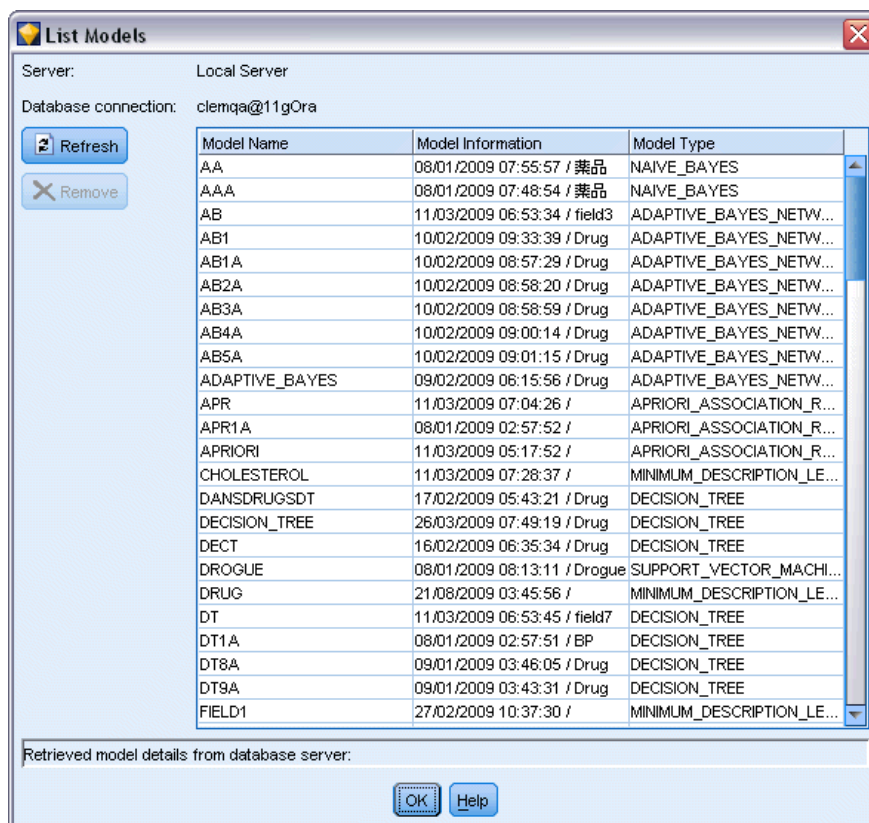 List Models
Server: Local Server
Database connection: clemqa@11gOra
Refresh
Remove
Model Name Model Information Model Type
AA 08/01/2009 07:55:57 / 薬品 NAIVE_BAYES
AAA 08/01/2009 07:48:54 / 薬品 NAIVE_BAYES
AB 11/03/2009 06:53:34 / field3 ADAPTIVE_BAYES_NETW...
AB1 10/02/2009 09:33:39 / Drug ADAPTIVE_BAYES_NETW...
AB1A 10/02/2009 08:57:29 / Drug ADAPTIVE_BAYES_NETW...
AB2A 10/02/2009 08:58:20 / Drug ADAPTIVE_BAYES_NETW...
AB3A 10/02/2009 08:58:59 / Drug ADAPTIVE_BAYES_NETW...
AB4A 10/02/2009 09:00:14 / Drug ADAPTIVE_BAYES_NETW...
AB5A 10/02/2009 09:01:15 / Drug ADAPTIVE_BAYES_NETW...
ADAPTIVE_BAYES 09/02/2009 06:15:56 / Drug ADAPTIVE_BAYES_NETW...
APR 11/03/2009 07:04:26 / APRIORI_ASSOCIATION_R...
APR1A 08/01/2009 02:57:52 / APRIORI_ASSOCIATION_R...
APRIORI 11/03/2009 05:17:52 / APRIORI_ASSOCIATION_R...
CHOLESTEROL 11/03/2009 07:28:37 / MINIMUM_DESCRIPTION_LE...
DANSDRUGSDT 17/02/2009 05:43:21 / Drug DECISION_TREE
DECISION_TREE 26/03/2009 07:49:19 / Drug DECISION_TREE
DECT 16/02/2009 06:35:34 / Drug DECISION_TREE
DROGUE 08/01/2009 08:13:11 / Drogue SUPPORT_VECTOR_MACHI...
DRUG 21/08/2009 03:45:56 / MINIMUM_DESCRIPTION_LE...
DT 11/03/2009 06:53:45 / field7 DECISION_TREE
DT1A 08/01/2009 02:57:51 / BP DECISION_TREE
DT8A 09/01/2009 03:46:05 / Drug DECISION_TREE
DT9A 09/01/2009 03:43:31 / Drug DECISION_TREE
FIELD1 27/02/2009 10:37:30 / MINIMUM_DESCRIPTION_LE...
Retrieved model details from database server:
OK Help